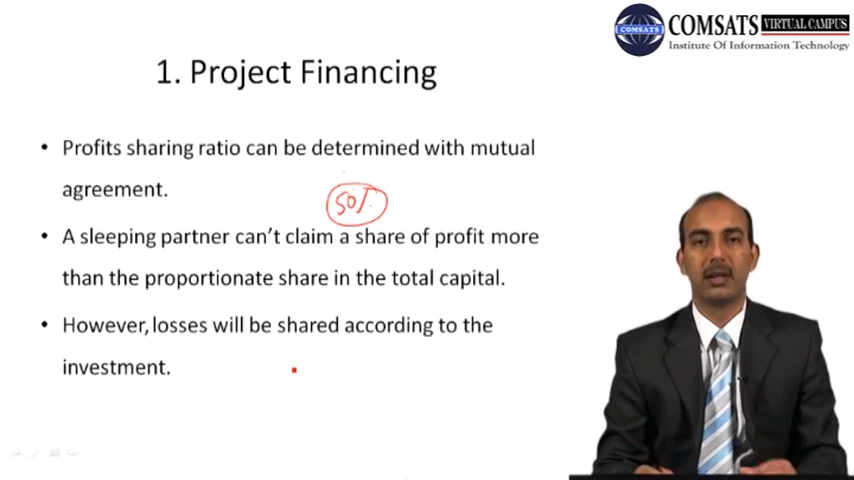 COMSATS VIRTUAL CAMPUS
COMSATS
Institute Of Information Technology
1. Project Financing
• Profits sharing ratio can be determined with mutual
agreement.
50%
• A sleeping partner can't claim a share of profit more
than the proportionate share in the total capital.
• However, losses will be shared according to the
investment.